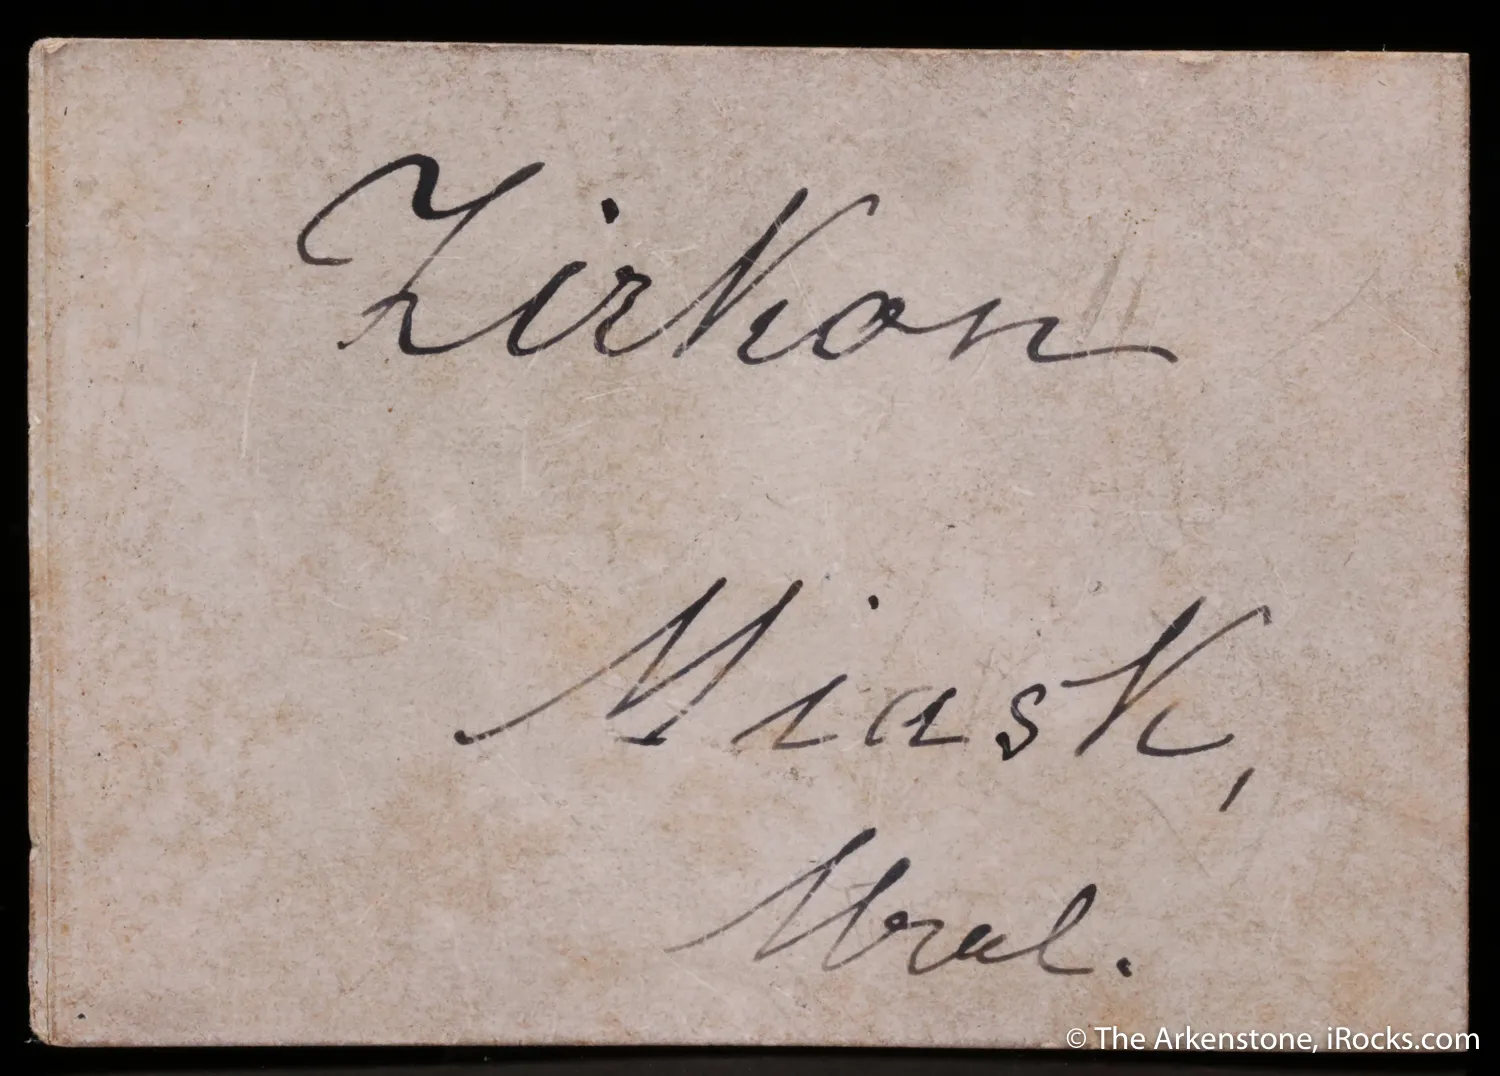 Zirkon
Miask,
Ural.
© The Arkenstone, iRocks.com